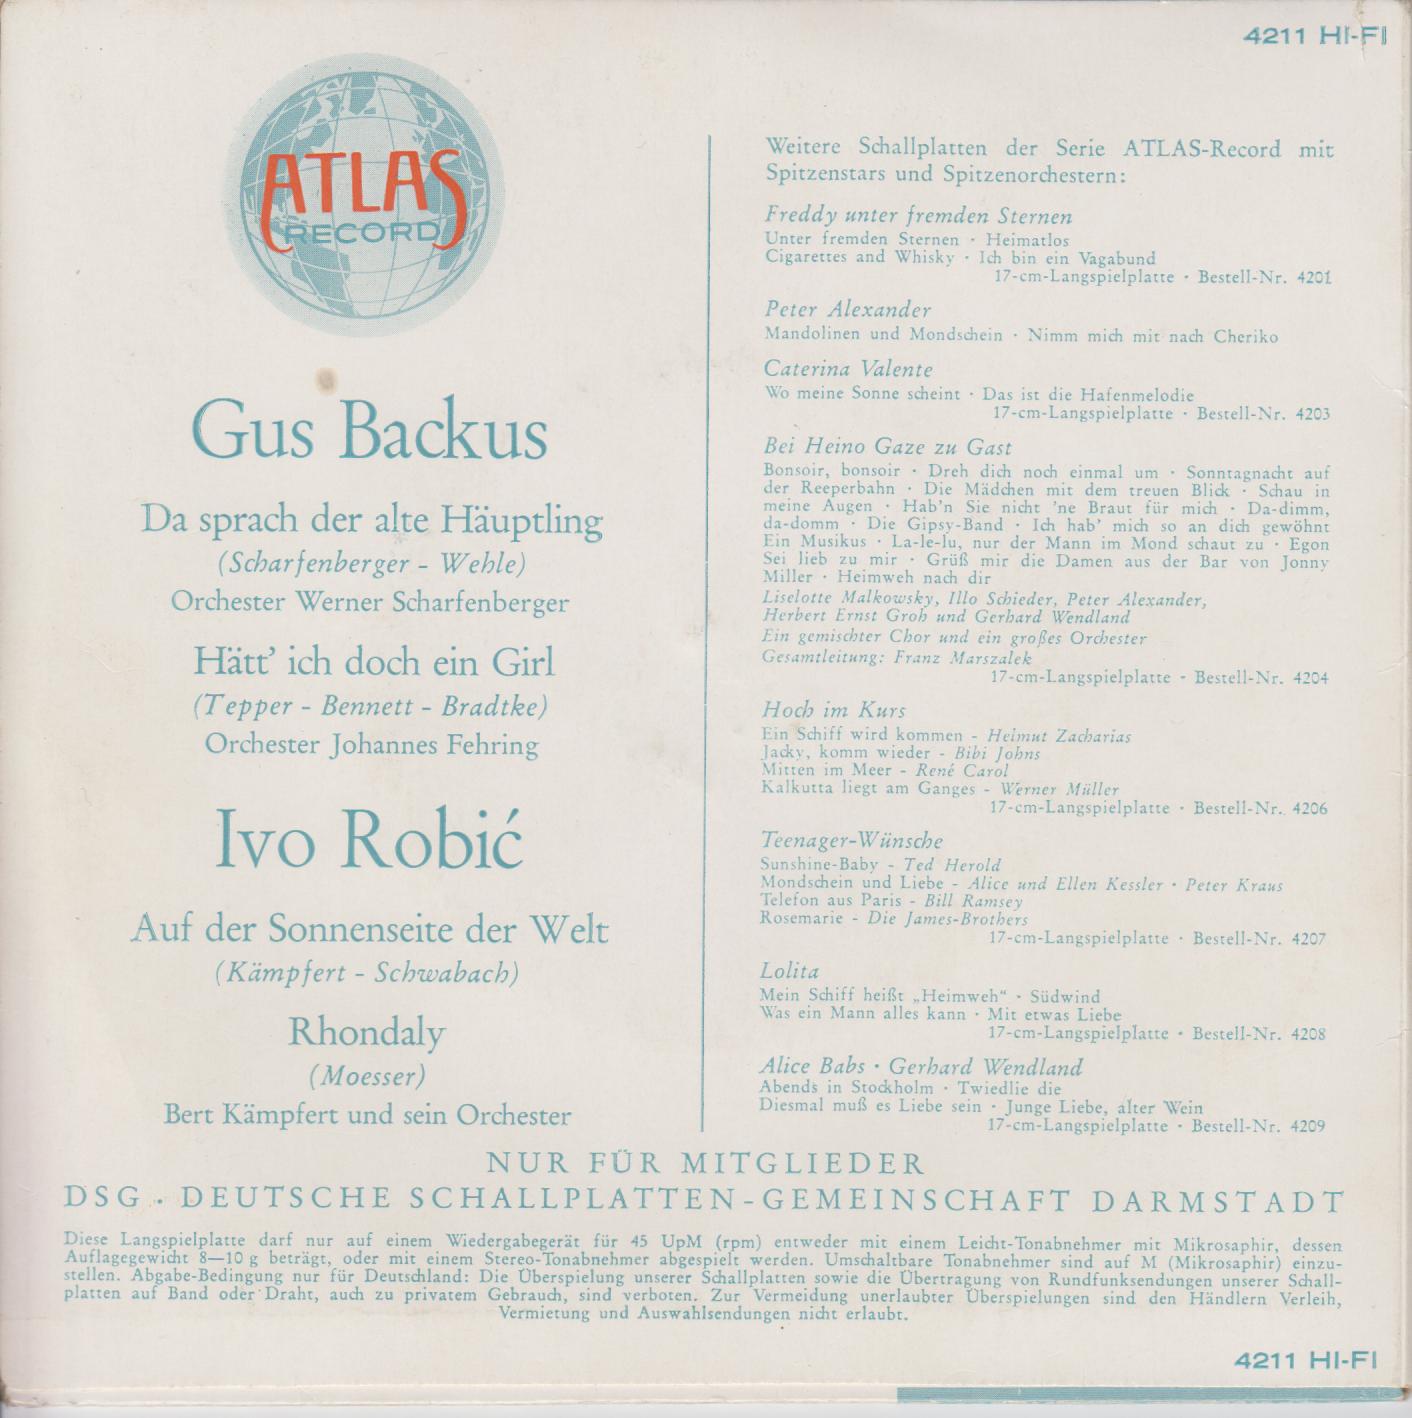 4211 HI-FI
ATLAS
RECORD
Gus Backus
Da sprach der alte Häuptling
(Scharfenberger - Wehle)
Orchester Werner Scharfenberger
Hätt' ich doch ein Girl
(Tepper - Bennett - Bradtke)
Orchester Johannes Fehring
Ivo Robić
Auf der Sonnenseite der Welt
(Kämpfert - Schwabach)
Rhondaly
(Moesser)
Bert Kämpfert und sein Orchester
Weitere Schallplatten der Serie ATLAS-Record mit
Spitzenstars und Spitzenorchestern:
Freddy unter fremden Sternen
Unter fremden Sternen · Heimatlos
Cigarettes and Whisky · Ich bin ein Vagabund
17-cm-Langspielplatte · Bestell-Nr. 4201
Peter Alexander
Mandolinen und Mondschein · Nimm mich mit nach Cheriko
Caterina Valente
Wo meine Sonne scheint · Das ist die Hafenmelodie
17-cm-Langspielplatte · Bestell-Nr. 4203
Bei Heino Gaze zu Gast
Bonsoir, bonsoir · Dreh dich noch einmal um · Sonntagnacht auf
der Reeperbahn · Die Mädchen mit dem treuen Blick · Schau in
meine Augen · Hab'n Sie nicht 'ne Braut für mich · Da-dimm,
da-domm · Die Gipsy-Band · Ich hab' mich so an dich gewöhnt
Ein Musikus · La-le-lu, nur der Mann im Mond schaut zu · Egon
Sei lieb zu mir · Grüß mir die Damen aus der Bar von Jonny
Miller · Heimweh nach dir
Liselotte Malkowsky, Illo Schieder, Peter Alexander,
Herbert Ernst Groh und Gerhard Wendland
Ein gemischter Chor und ein großes Orchester
Gesamtleitung: Franz Marszalek
17-cm-Langspielplatte · Bestell-Nr. 4204
Hoch im Kurs
Ein Schiff wird kommen - Helmut Zacharias
Jacky, komm wieder - Bibi Johns
Mitten im Meer - René Carol
Kalkutta liegt am Ganges - Werner Müller
17-cm-Langspielplatte · Bestell-Nr. 4206
Teenager-Wünsche
Sunshine-Baby - Ted Herold
Mondschein und Liebe - Alice und Ellen Kessler · Peter Kraus
Telefon aus Paris - Bill Ramsey
Rosemarie - Die James-Brothers
17-cm-Langspielplatte · Bestell-Nr. 4207
Lolita
Mein Schiff heißt „Heimweh“ · Südwind
Was ein Mann alles kann · Mit etwas Liebe
17-cm-Langspielplatte · Bestell-Nr. 4208
Alice Babs · Gerhard Wendland
Abends in Stockholm · Twiedlie die
Diesmal muß es Liebe sein · Junge Liebe, alter Wein
17-cm-Langspielplatte · Bestell-Nr. 4209
NUR FÜR MITGLIEDER
DSG · DEUTSCHE SCHALLPLATTEN-GEMEINSCHAFT DARMSTADT
Diese Langspielplatte darf nur auf einem Wiedergabegerät für 45 UpM (rpm) entweder mit einem Leicht-Tonabnehmer mit Mikrosaphir, dessen
Auflagegewicht 8—10 g beträgt, oder mit einem Stereo-Tonabnehmer abgespielt werden. Umschaltbare Tonabnehmer sind auf M (Mikrosaphir) einzu-
stellen. Abgabe-Bedingung nur für Deutschland: Die Überspielung unserer Schallplatten sowie die Übertragung von Rundfunksendungen unserer Schall-
platten auf Band oder Draht, auch zu privatem Gebrauch, sind verboten. Zur Vermeidung unerlaubter Überspielungen sind den Händlern Verleih,
Vermietung und Auswahlsendungen nicht erlaubt.
4211 HI-FI